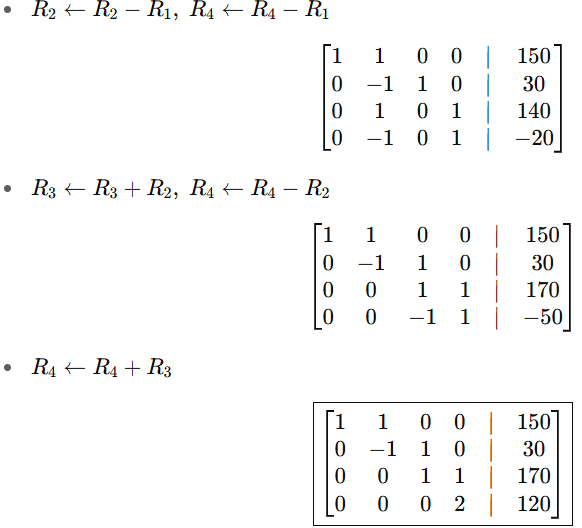 • R₂ ← R₂ − R₁, R₄ ← R₄ − R₁
1 1 0 0 | 150
0 −1 1 0 | 30
0 1 0 1 | 140
0 −1 0 1 | −20
• R₃ ← R₃ + R₂, R₄ ← R₄ − R₂
1 1 0 0 | 150
0 −1 1 0 | 30
0 0 1 1 | 170
0 0 −1 1 | −50
• R₄ ← R₄ + R₃
1 1 0 0 | 150
0 −1 1 0 | 30
0 0 1 1 | 170
0 0 0 2 | 120